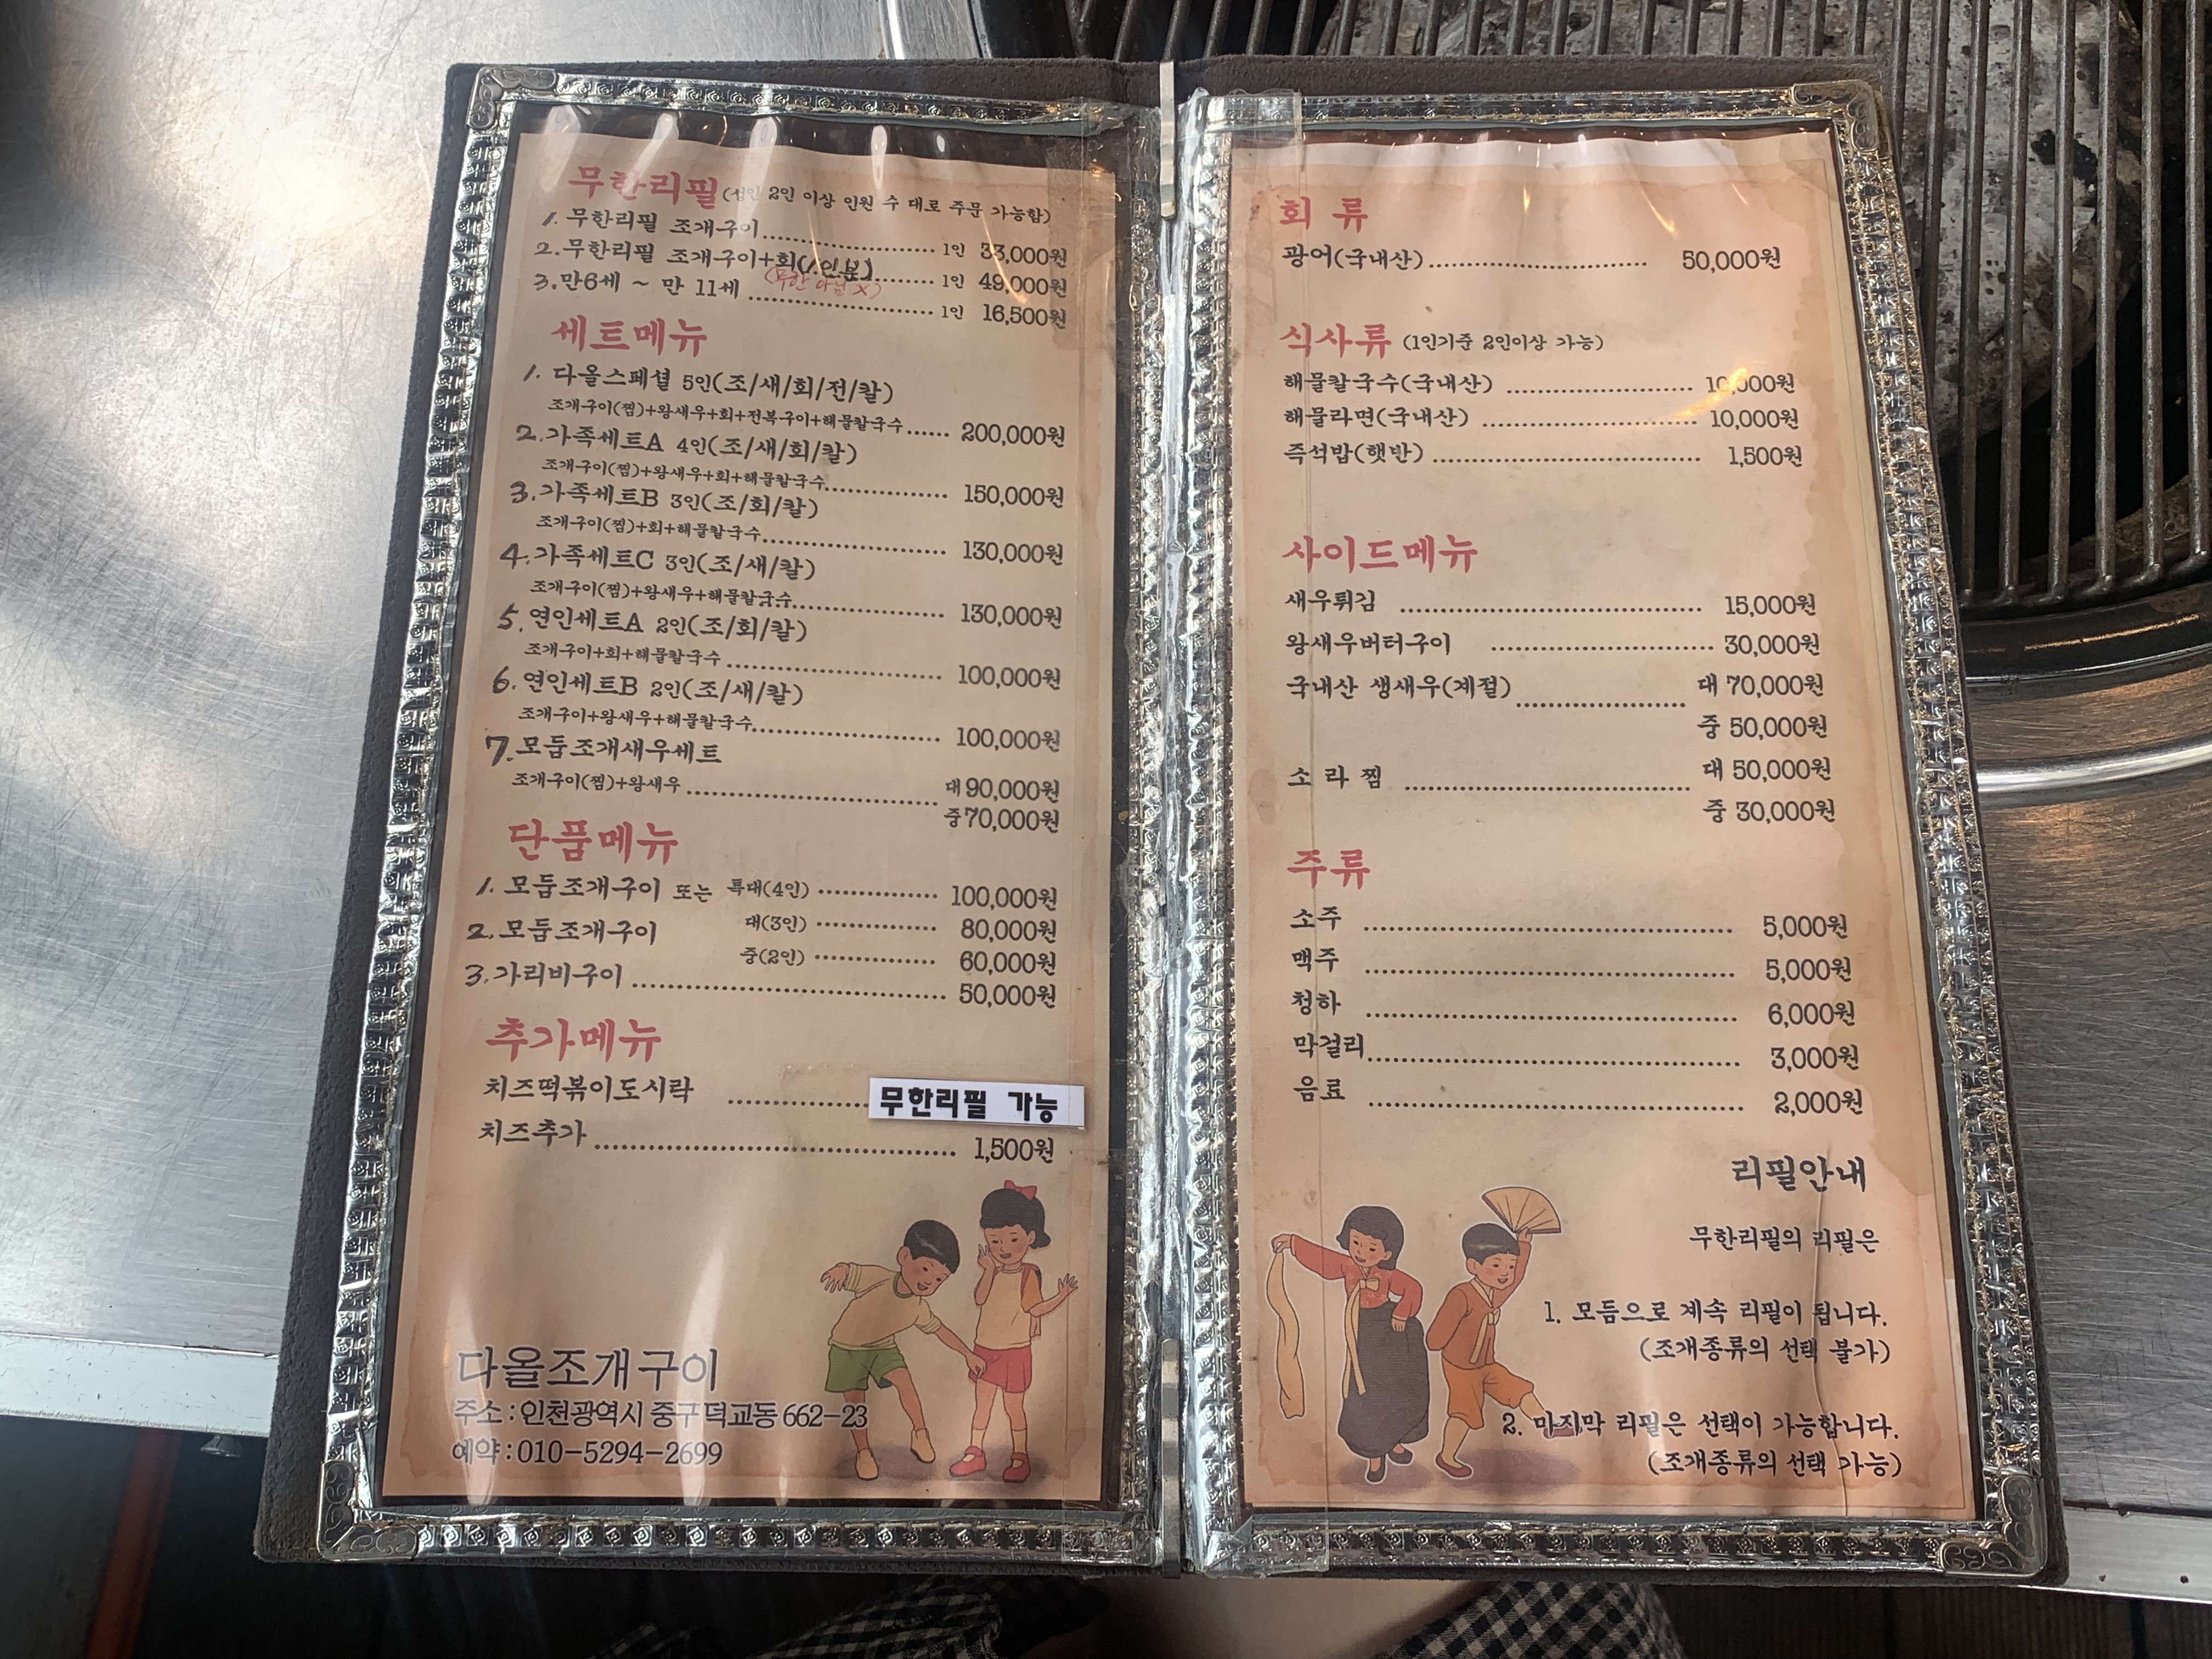 무한리필(성인 2인 이상 인원 수 대로 주문 가능함)
1. 무한리필 조개구이 1인 33,000원
2. 무한리필 조개구이+회(1인분) 1인 49,000원
(무한 아님 X)
3. 만6세 ~ 만 11세 1인 16,500원
세트메뉴
1. 다올스페셜 5인(조/새/회/전/칼)
조개구이(찜)+왕새우+회+전복구이+해물칼국수 200,000원
2. 가족세트A 4인(조/새/회/칼)
조개구이(찜)+왕새우+회+해물칼국수 150,000원
3. 가족세트B 3인(조/회/칼)
조개구이(찜)+회+해물칼국수 130,000원
4. 가족세트C 3인(조/새/칼)
조개구이(찜)+왕새우+해물칼국수 130,000원
5. 연인세트A 2인(조/회/칼)
조개구이+회+해물칼국수 100,000원
6. 연인세트B 2인(조/새/칼)
조개구이+왕새우+해물칼국수 100,000원
7. 모둠조개새우세트
조개구이(찜)+왕새우 대 90,000원
중 70,000원
단품메뉴
1. 모둠조개구이 또는 특대(4인) 100,000원
2. 모둠조개구이 대(3인) 80,000원
중(2인) 60,000원
3. 가리비구이 50,000원
추가메뉴
치즈떡볶이도시락 무한리필 가능
치즈추가 1,500원
다올조개구이
주소:인천광역시 중구 덕교동 662-23
예약:010-5294-2699
회 류
광어(국내산) 50,000원
식사류 (1인기준 2인이상 가능)
해물칼국수(국내산) 10,000원
해물라면(국내산) 10,000원
즉석밥(햇반) 1,500원
사이드메뉴
새우튀김 15,000원
왕새우버터구이 30,000원
국내산 생새우(계절) 대 70,000원
중 50,000원
소 라 찜 대 50,000원
중 30,000원
주류
소주 5,000원
맥주 5,000원
청하 6,000원
막걸리 3,000원
음료 2,000원
리필안내
무한리필의 리필은
1. 모듬으로 계속 리필이 됩니다.
(조개종류의 선택 불가)
2. 마지막 리필은 선택이 가능합니다.
(조개종류의 선택 가능)